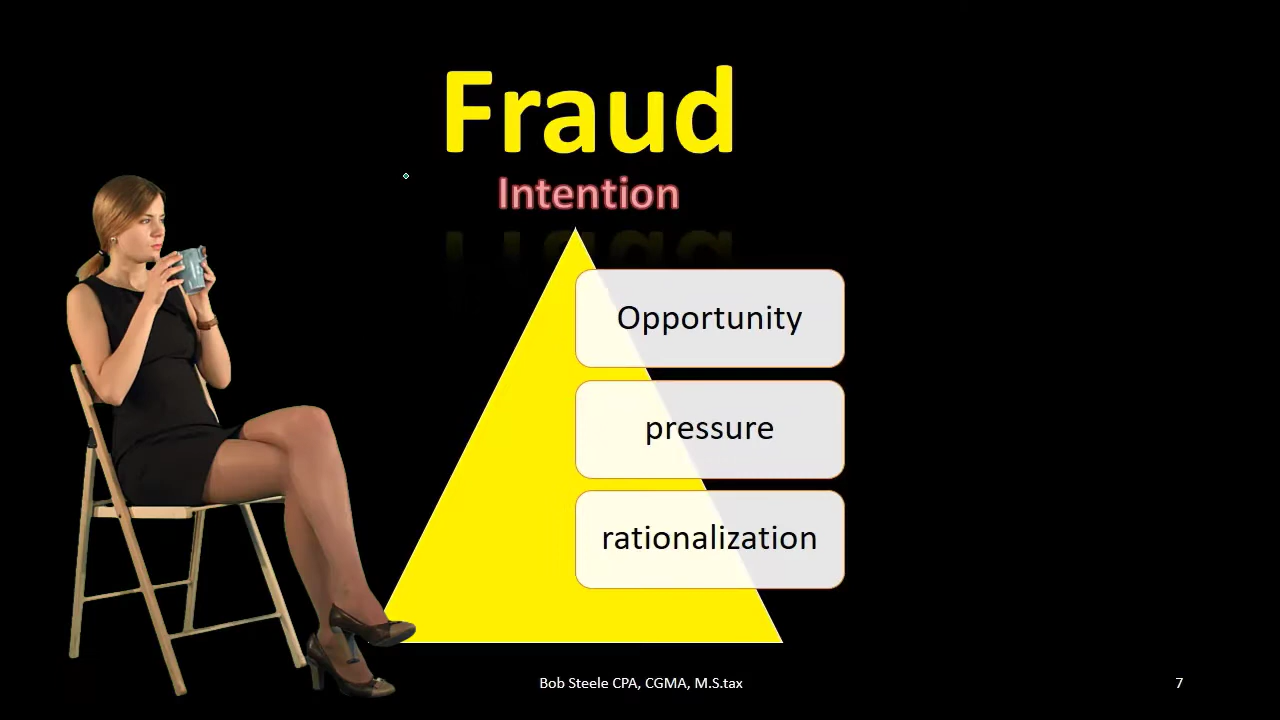 Fraud
Intention
Opportunity
pressure
rationalization
Bob Steele CPA, CGMA, M.S.tax
7